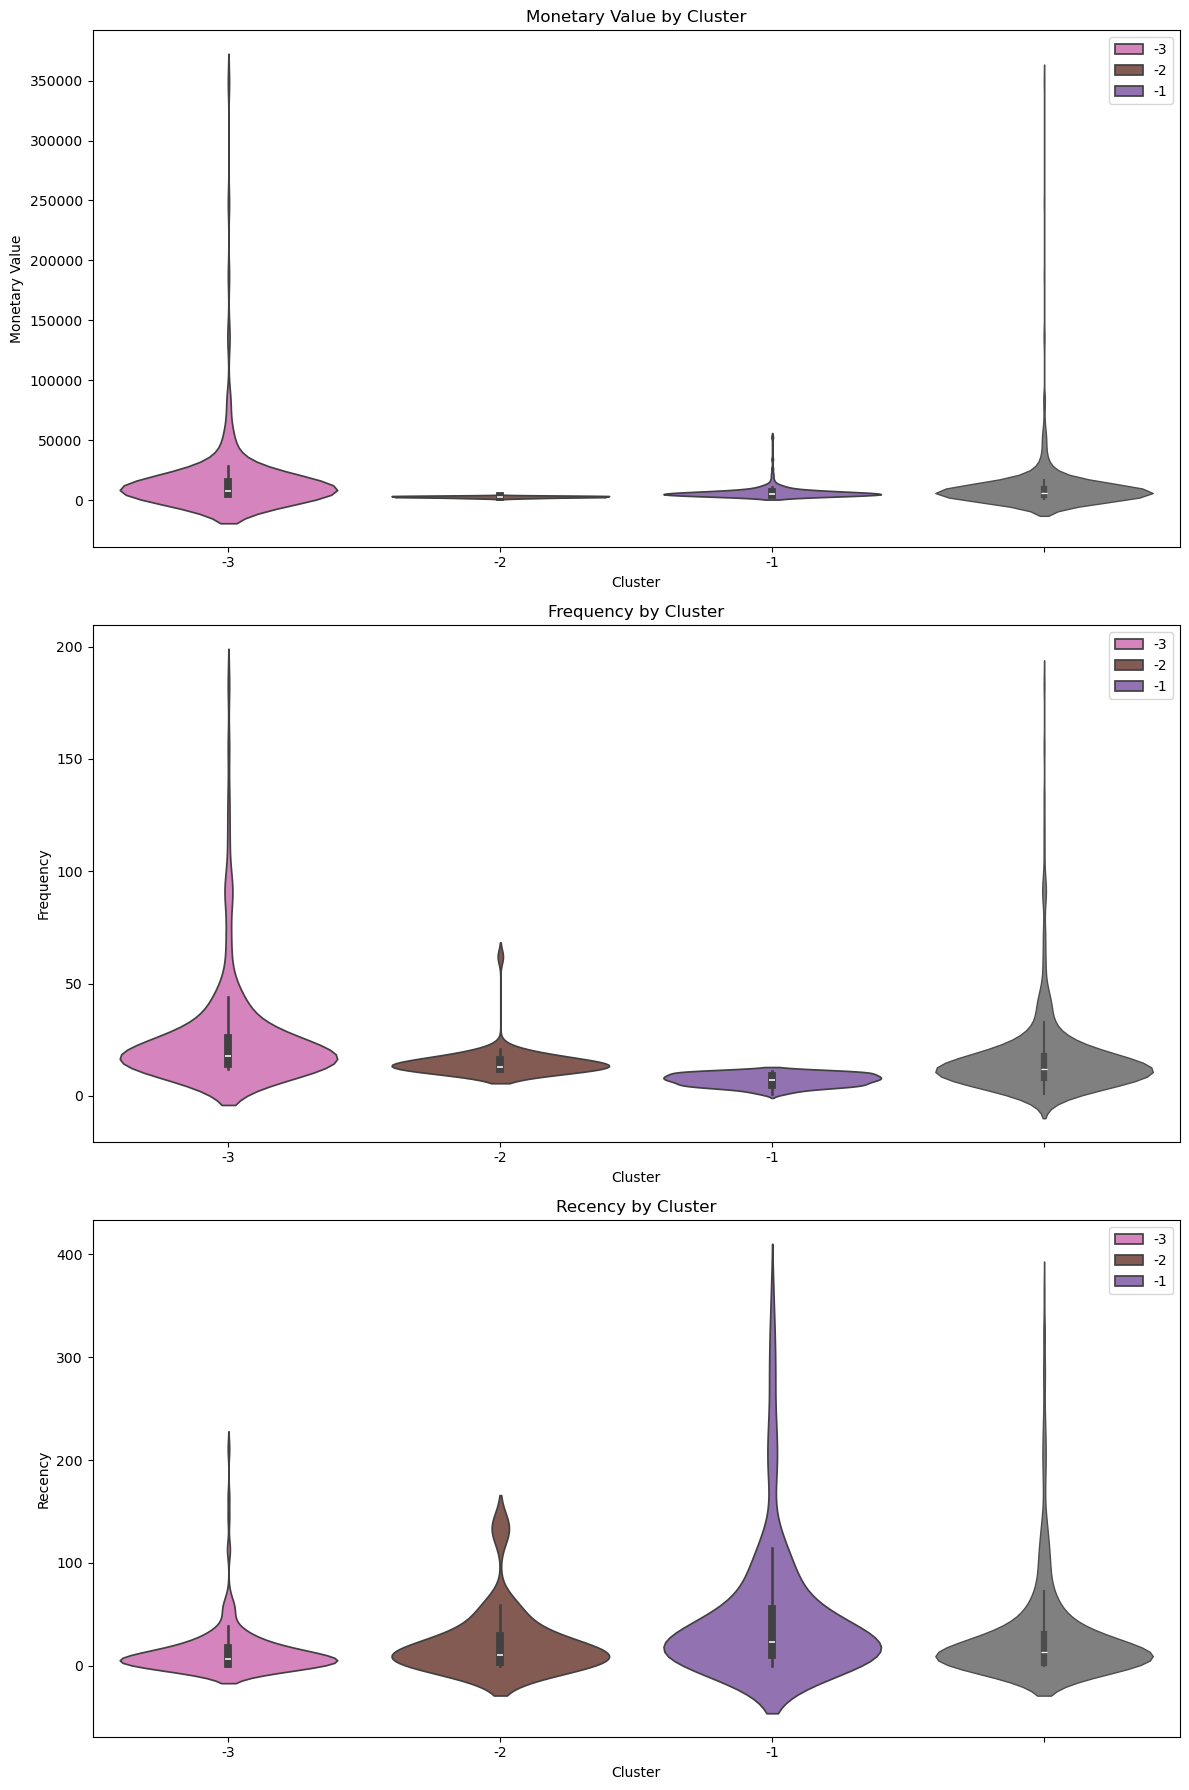 Monetary Value by Cluster
-3
-2
-1
350000
300000
250000
200000
150000
100000
50000
0
Monetary Value
-3 -2 -1
Cluster
Frequency by Cluster
-3
-2
-1
200
150
100
50
0
Frequency
-3 -2 -1
Cluster
Recency by Cluster
-3
-2
-1
400
300
200
100
0
Recency
-3 -2 -1
Cluster